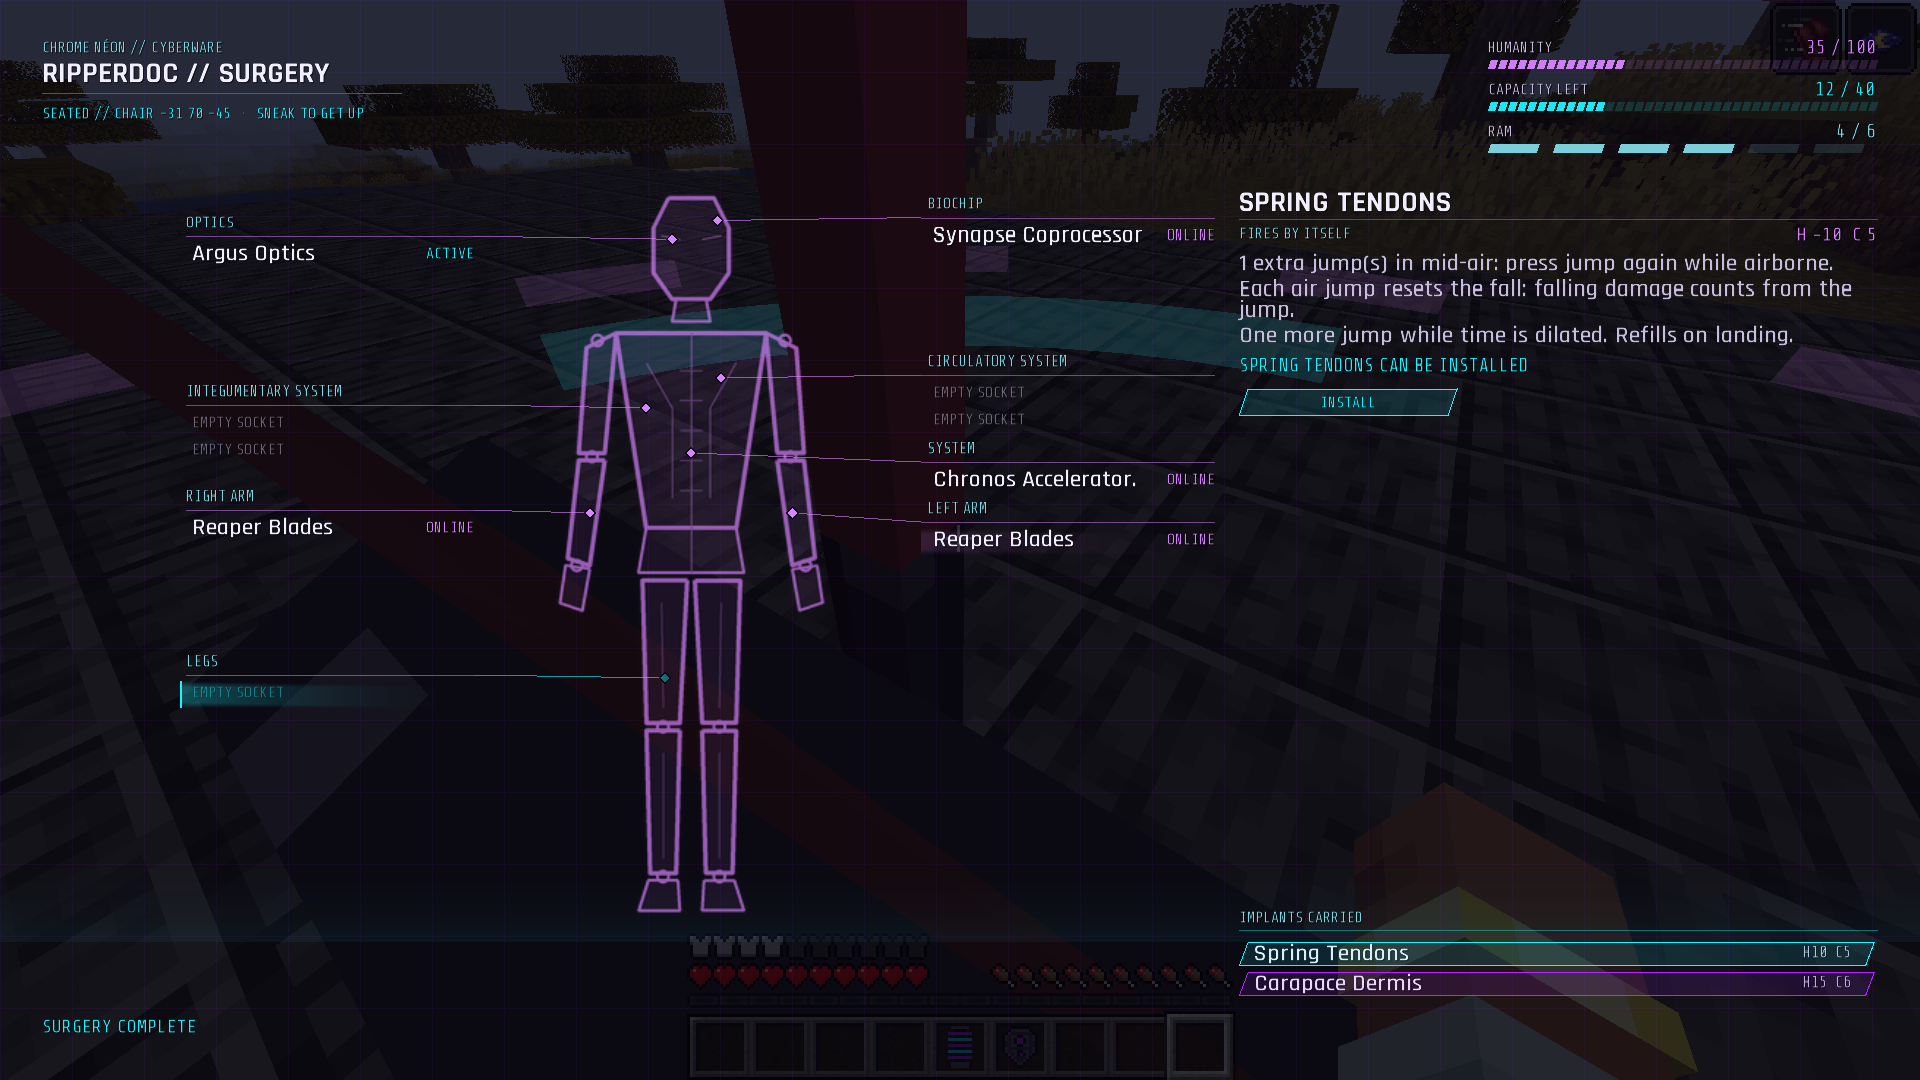 CHROME NÉON // CYBERWARE
RIPPERDOC // SURGERY
SEATED // CHAIR -31 70 -45 · SNEAK TO GET UP
HUMANITY 35 / 100
CAPACITY LEFT 12 / 40
RAM 4 / 6
OPTICS
Argus Optics ACTIVE
INTEGUMENTARY SYSTEM
EMPTY SOCKET
EMPTY SOCKET
RIGHT ARM
Reaper Blades ONLINE
LEGS
EMPTY SOCKET
BIOCHIP
Synapse Coprocessor ONLINE
CIRCULATORY SYSTEM
EMPTY SOCKET
EMPTY SOCKET
SYSTEM
Chronos Accelerator. ONLINE
LEFT ARM
Reaper Blades ONLINE
SPRING TENDONS
FIRES BY ITSELF H -10 C 5
1 extra jump(s) in mid-air: press jump again while airborne.
Each air jump resets the fall: falling damage counts from the
jump.
One more jump while time is dilated. Refills on landing.
SPRING TENDONS CAN BE INSTALLED
INSTALL
IMPLANTS CARRIED
Spring Tendons H10 C5
Carapace Dermis H15 C6
SURGERY COMPLETE